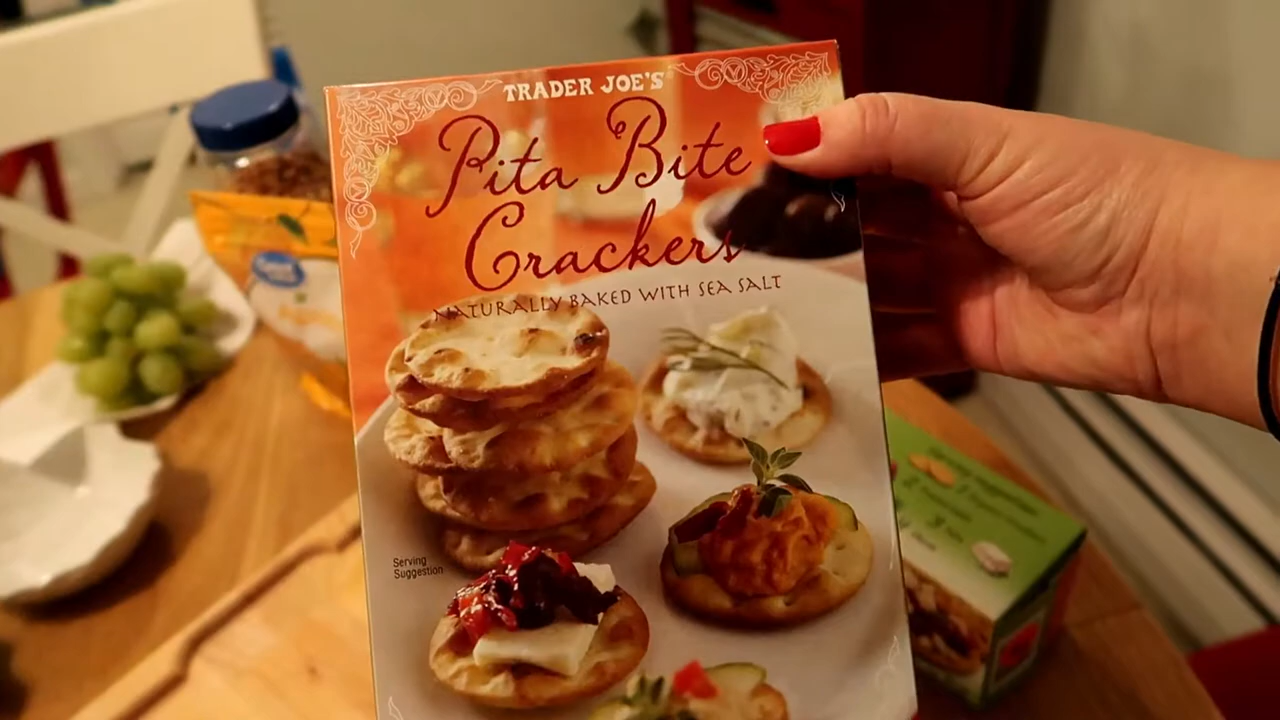 TRADER JOE'S
Pita Bite
Crackers
NATURALLY BAKED WITH SEA SALT
Serving
Suggestion